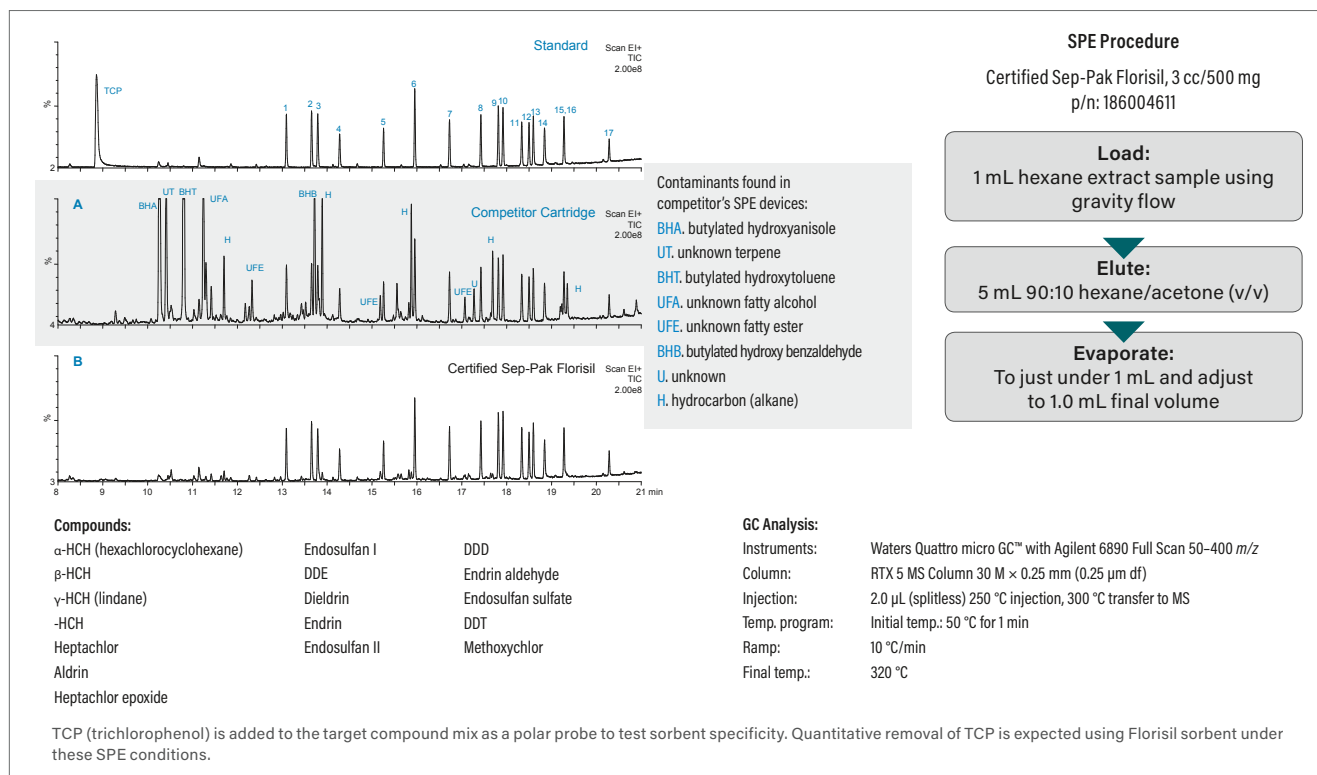 Standard
Scan EI+
TIC
2.00e8
%
2
TCP
1
2
3
4
5
6
7
8
9
10
11
12
13
14
15,16
17
A
Competitor Cartridge
Scan EI+
TIC
2.00e8
%
4
BHA
UT
BHT
UFA
H
UFE
BHB
H
UFE
H
UFE
U
H
H
B
Certified Sep-Pak Florisil
Scan EI+
TIC
2.00e8
%
3
8 9 10 11 12 13 14 15 16 17 18 19 20 21 min
Contaminants found in
competitor's SPE devices:
BHA. butylated hydroxyanisole
UT. unknown terpene
BHT. butylated hydroxytoluene
UFA. unknown fatty alcohol
UFE. unknown fatty ester
BHB. butylated hydroxy benzaldehyde
U. unknown
H. hydrocarbon (alkane)
SPE Procedure
Certified Sep-Pak Florisil, 3 cc/500 mg
p/n: 186004611
Load:
1 mL hexane extract sample using
gravity flow
Elute:
5 mL 90:10 hexane/acetone (v/v)
Evaporate:
To just under 1 mL and adjust
to 1.0 mL final volume
Compounds:
α-HCH (hexachlorocyclohexane)
β-HCH
γ-HCH (lindane)
-HCH
Heptachlor
Aldrin
Heptachlor epoxide
Endosulfan I
DDE
Dieldrin
Endrin
Endosulfan II
DDD
Endrin aldehyde
Endosulfan sulfate
DDT
Methoxychlor
GC Analysis:
Instruments: Waters Quattro micro GC™ with Agilent 6890 Full Scan 50–400 m/z
Column: RTX 5 MS Column 30 M × 0.25 mm (0.25 µm df)
Injection: 2.0 µL (splitless) 250 °C injection, 300 °C transfer to MS
Temp. program: Initial temp.: 50 °C for 1 min
Ramp: 10 °C/min
Final temp.: 320 °C
TCP (trichlorophenol) is added to the target compound mix as a polar probe to test sorbent specificity. Quantitative removal of TCP is expected using Florisil sorbent under
these SPE conditions.